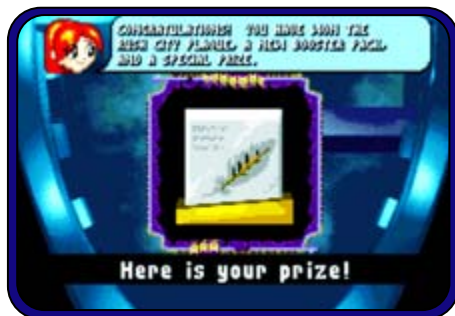 CONGRATULATIONS! YOU HAVE WON THE
RUSH CITY PLAQUE, A NEW BOOSTER PACK,
AND A SPECIAL PRIZE.
Here is your prize!